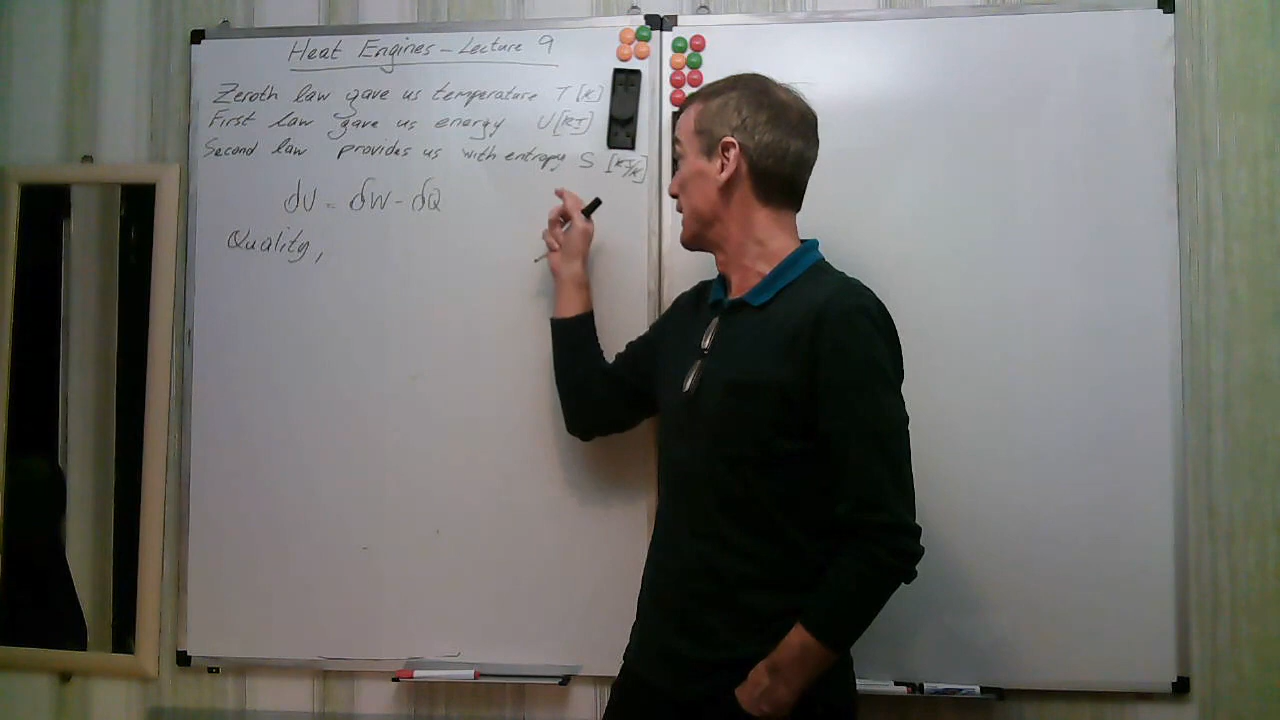 Heat Engines - Lecture 9
Zeroth law gave us temperature T [K]
First law gave us energy U [kJ]
Second law provides us with entropy S [kJ/K]
dU = δW - δQ
Quality,